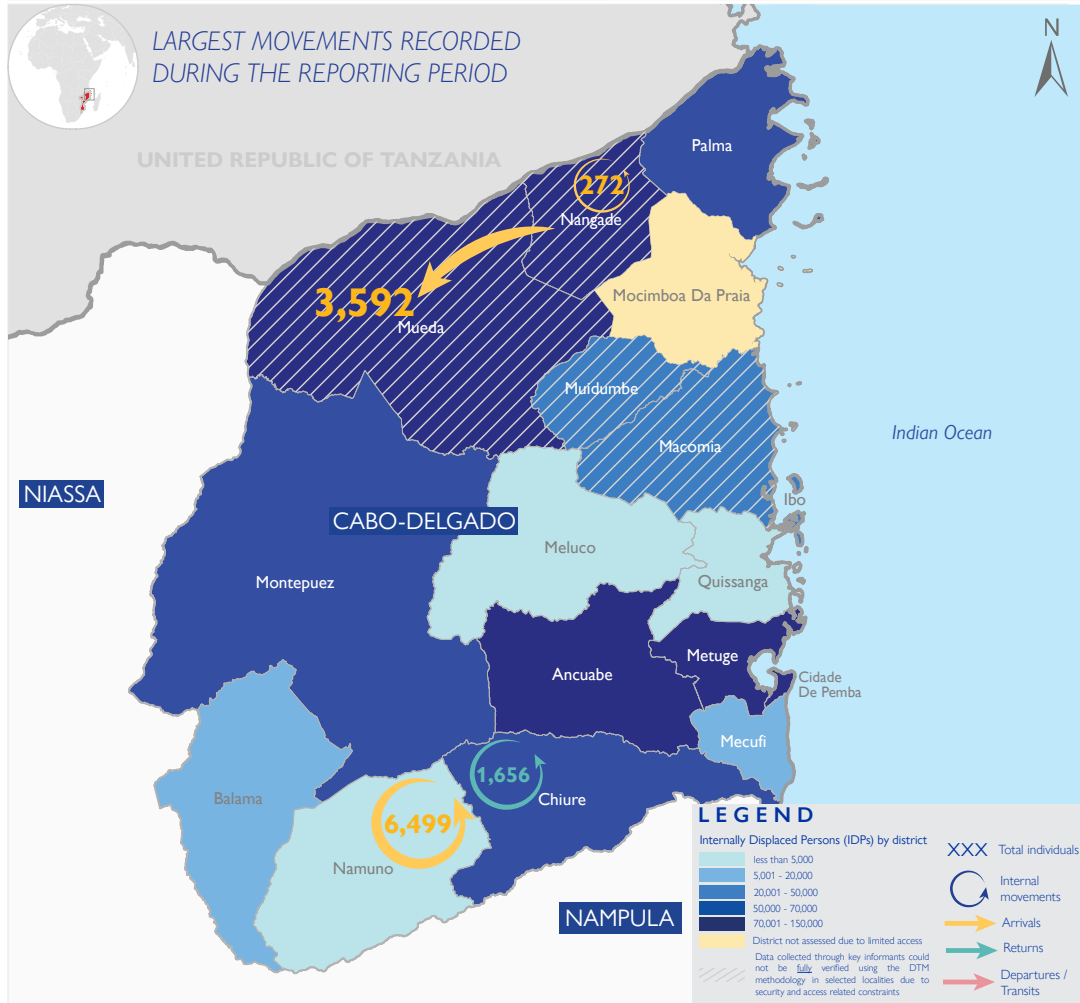 LARGEST MOVEMENTS RECORDED
DURING THE REPORTING PERIOD
N
UNITED REPUBLIC OF TANZANIA
Palma
272
Nangade
3,592
Mueda
Mocimboa Da Praia
Muidumbe
Macomia
Indian Ocean
NIASSA
CABO-DELGADO
Ibo
Meluco
Quissanga
Montepuez
Metuge
Ancuabe
Cidade
De Pemba
Mecufi
1,656
Chiure
Balama
6,499
Namuno
NAMPULA
LEGEND
Internally Displaced Persons (IDPs) by district
less than 5,000
5,001 - 20,000
20,001 - 50,000
50,000 - 70,000
70,001 - 150,000
District not assessed due to limited access
Data collected through key informants could
not be fully verified using the DTM
methodology in selected localities due to
security and access related constraints
XXX Total individuals
Internal
movements
Arrivals
Returns
Departures /
Transits